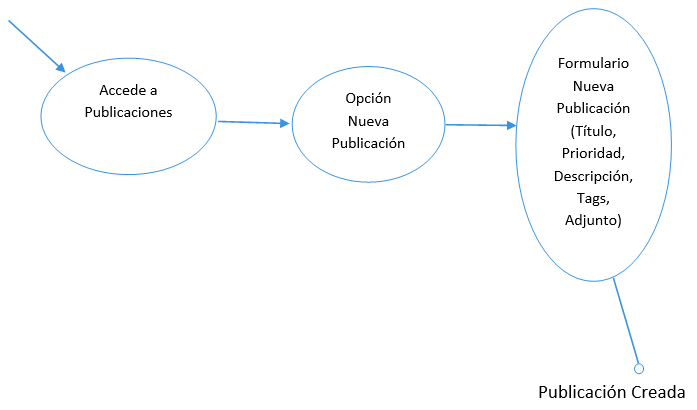 Accede a
Publicaciones
Opción
Nueva
Publicación
Formulario
Nueva
Publicación
(Título,
Prioridad,
Descripción,
Tags,
Adjunto)
Publicación Creada